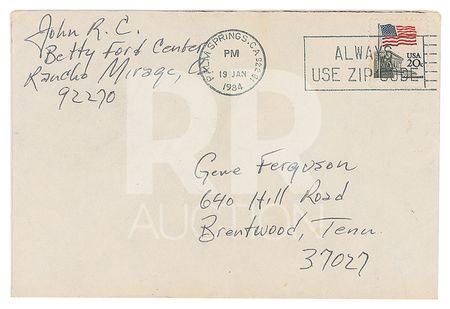 John R. C.
Betty Ford Center
Rancho Mirage, Ca
92270
PALM SPRINGS, CA 922
PM
19 JAN
1984
ALWAYS
USE ZIP CODE
USA
20c
Gene Ferguson
640 Hill Road
Brentwood, Tenn.
37027
RR
AUCTION